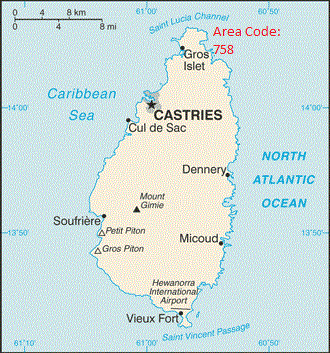 0 4 8 km
0 4 8 mi
61°00'
60°50'
Saint Lucia Channel
Area Code:
758
Gros
Islet
Caribbean
Sea
14°00'
14°00'
CASTRIES
Cul de Sac
NORTH
ATLANTIC
OCEAN
Dennery
Mount
Gimie
Soufrière
Petit Piton
13°50'
13°50'
Gros Piton
Micoud
Hewanorra
International
Airport
Vieux Fort
Saint Vincent Passage
61°10'
61°00'
60°50'